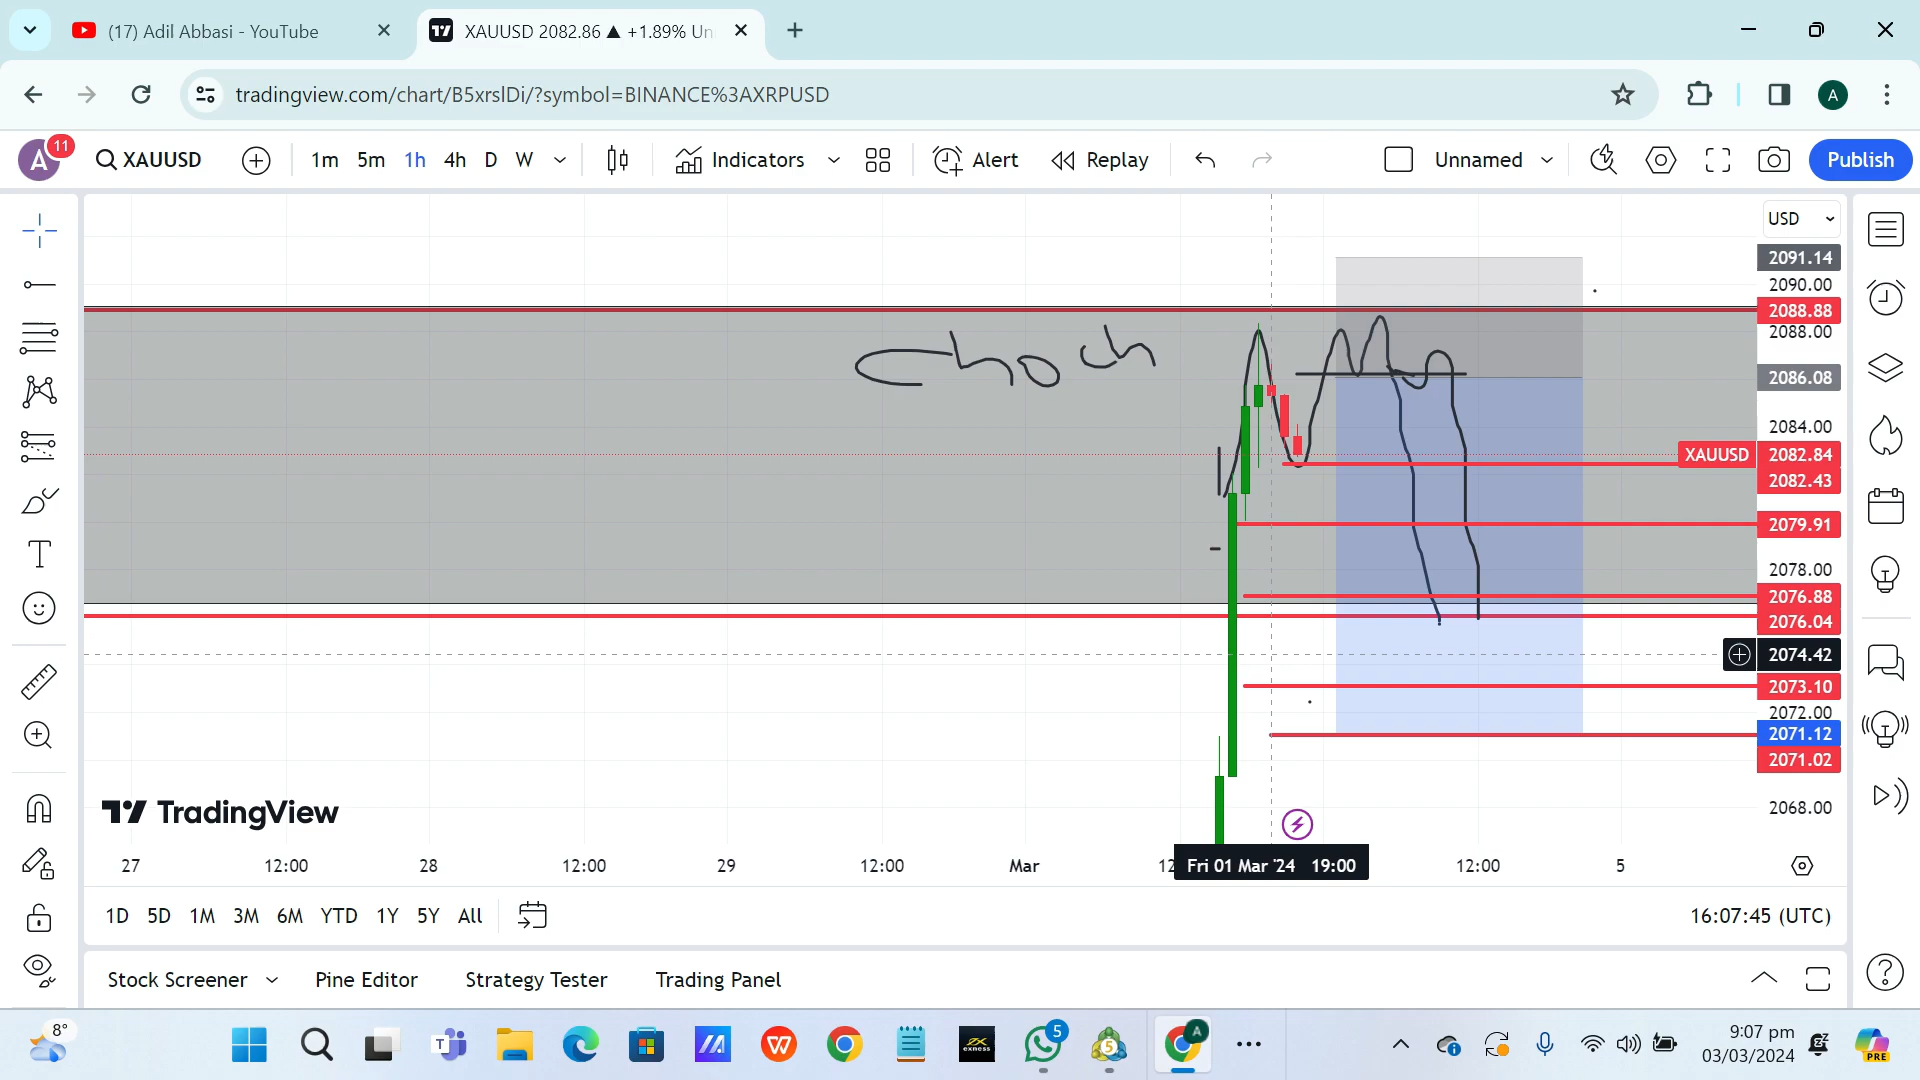 (17) Adil Abbasi - YouTube
XAUUSD 2082.86 ▲ +1.89% Un
tradingview.com/chart/B5xrslDi/?symbol=BINANCE%3AXRPUSD
A
A 11 XAUUSD 1m 5m 1h 4h D W Indicators Alert Replay Unnamed Publish
USD
2091.14
2090.00
2088.88
2088.00
choch
2086.08
2084.00
XAUUSD 2082.84
2082.43
2079.91
2078.00
2076.88
2076.04
2074.42
2073.10
2072.00
2071.12
2071.02
2068.00
TradingView
27 12:00 28 12:00 29 12:00 Mar 12 Fri 01 Mar '24 19:00 12:00 5
1D 5D 1M 3M 6M YTD 1Y 5Y All 16:07:45 (UTC)
Stock Screener Pine Editor Strategy Tester Trading Panel
8° T W exness 5 5 A 9:07 pm
03/03/2024
PRE